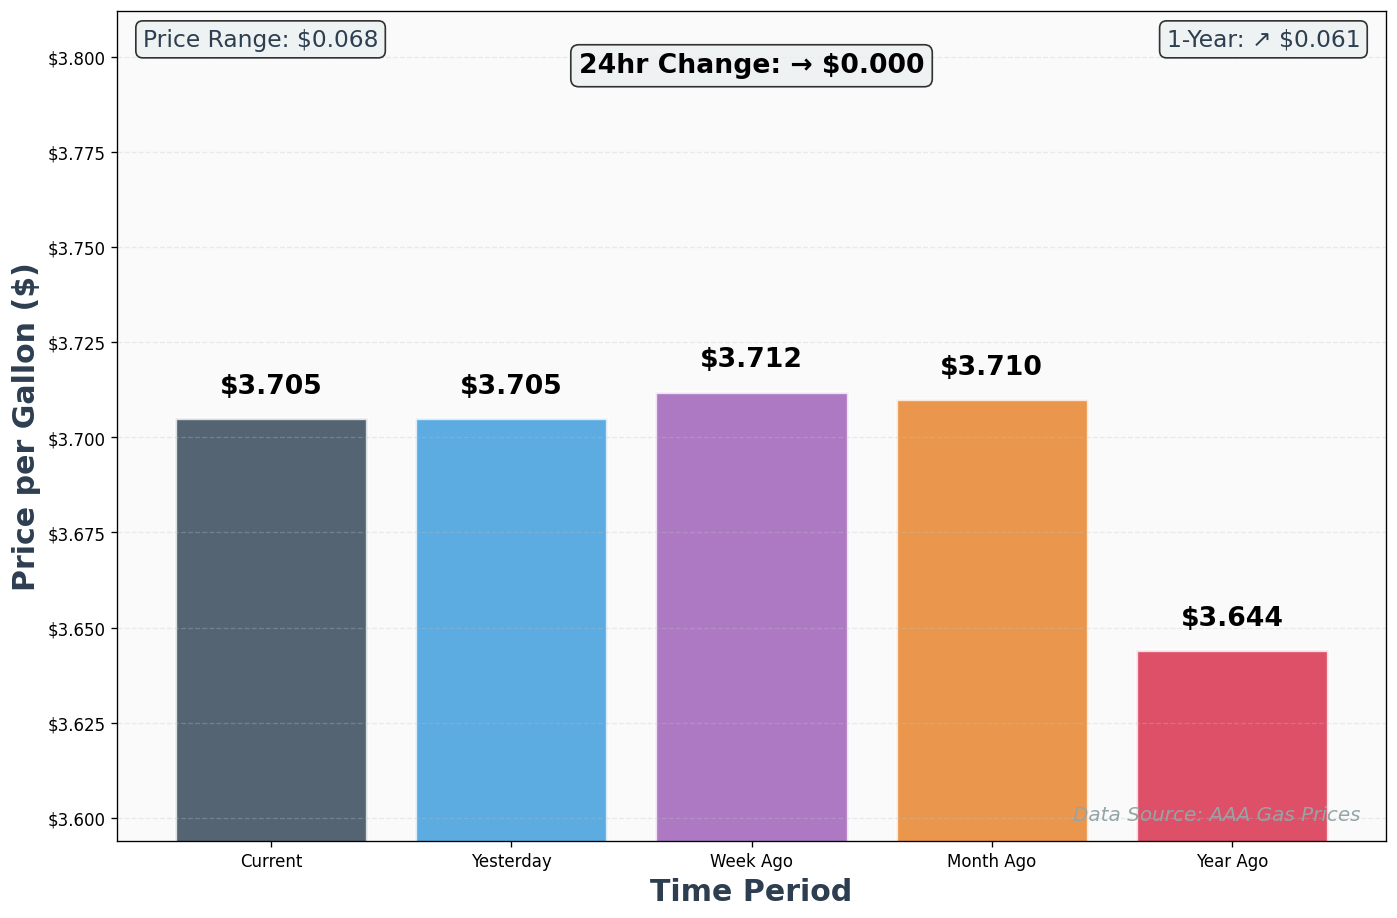 Price Range: $0.068
24hr Change: → $0.000
1-Year: ↗ $0.061
Price per Gallon ($)
$3.800
$3.775
$3.750
$3.725
$3.700
$3.675
$3.650
$3.625
$3.600
$3.705
$3.705
$3.712
$3.710
$3.644
Data Source: AAA Gas Prices
Current
Yesterday
Week Ago
Month Ago
Year Ago
Time Period